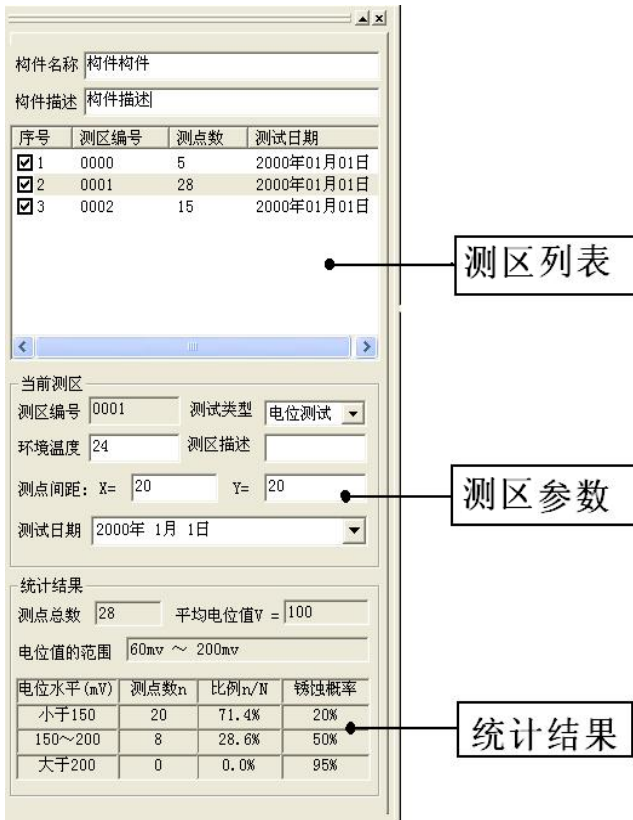 构件名称 构件构件
构件描述 构件描述
序号 测区编号 测点数 测试日期
1 0000 5 2000年01月01日
2 0001 28 2000年01月01日
3 0002 15 2000年01月01日
测区列表
当前测区
测区编号 0001 测试类型 电位测试
环境温度 24 测区描述
测点间距: X= 20 Y= 20
测区参数
测试日期 2000年 1月 1日
统计结果
测点总数 28 平均电位值V = 100
电位值的范围 60mv ~ 200mv
电位水平(mV) 测点数n 比例n/N 锈蚀概率
小于150 20 71.4% 20%
150~200 8 28.6% 50%
统计结果
大于200 0 0.0% 95%